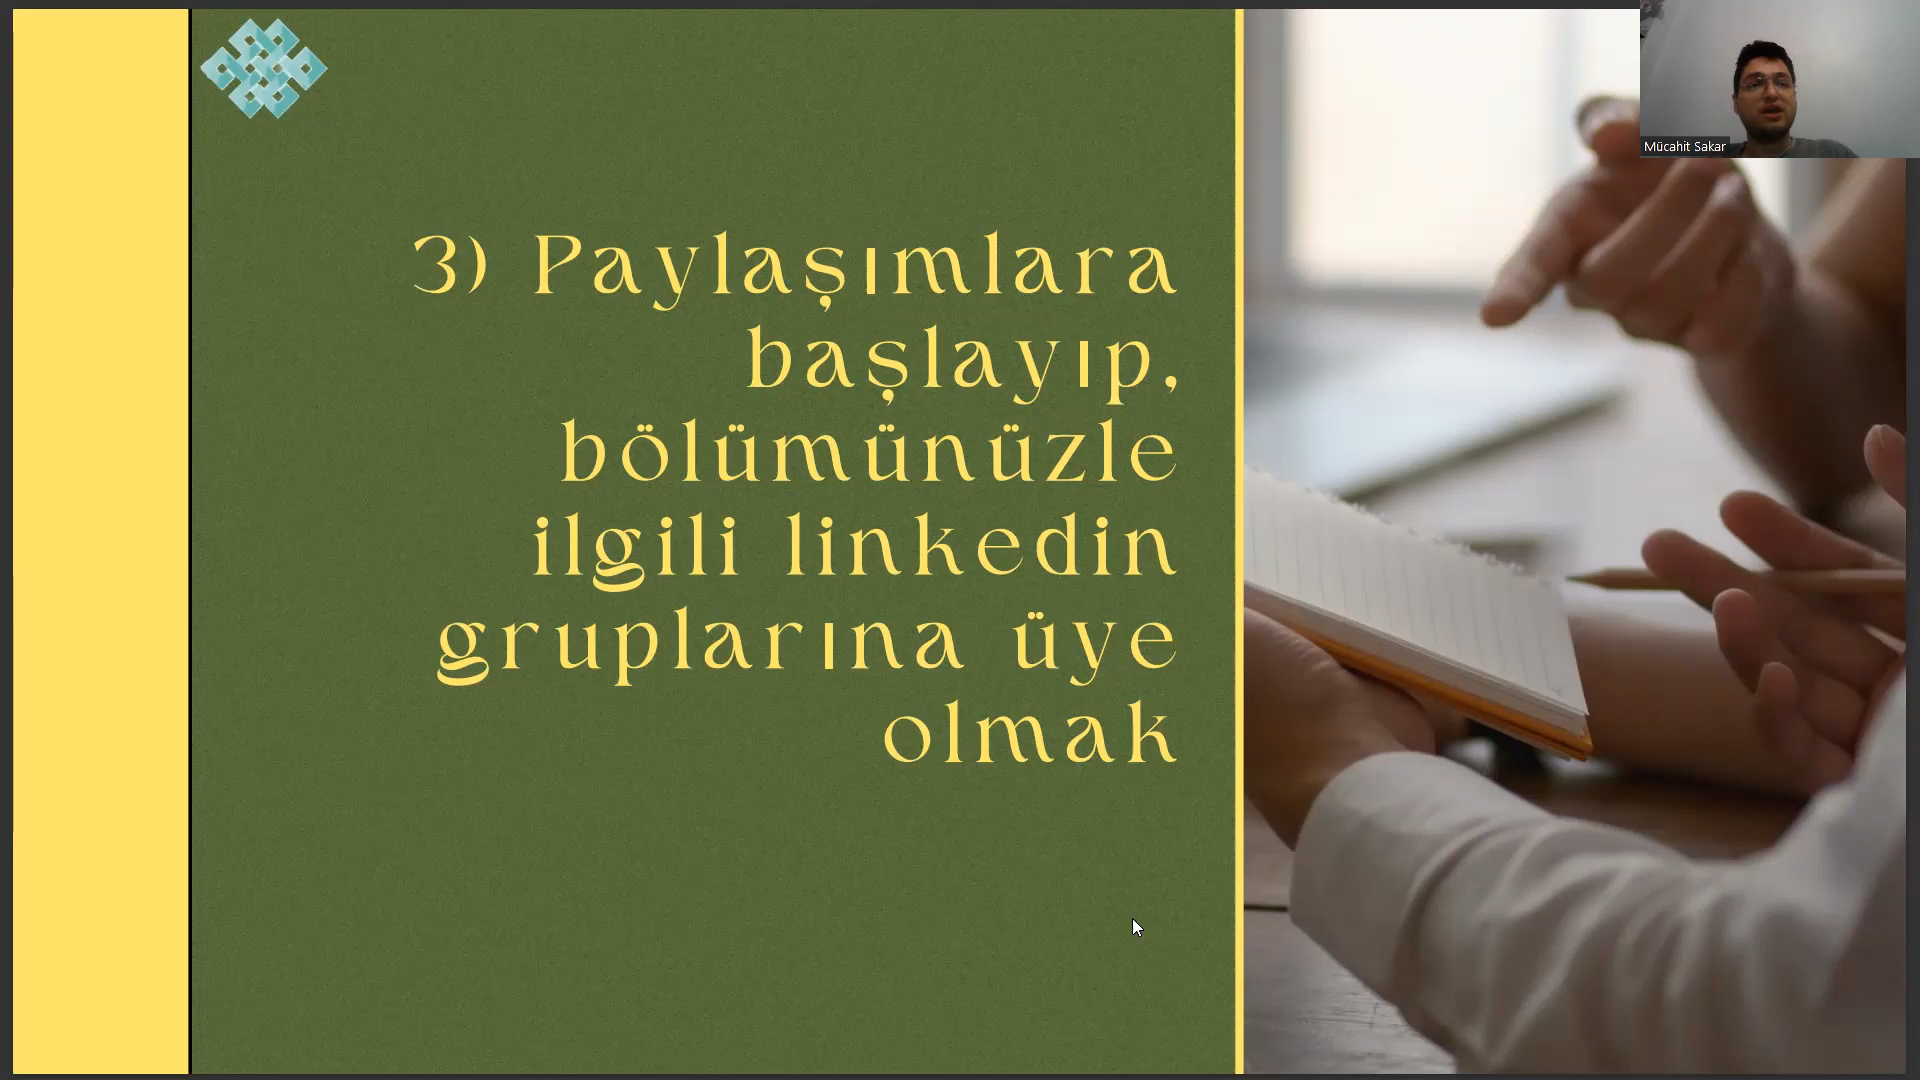 3) Paylaşımlara
başlayıp,
bölümünüzle
ilgili linkedin
gruplarına üye
olmak
Mücahit Sakar